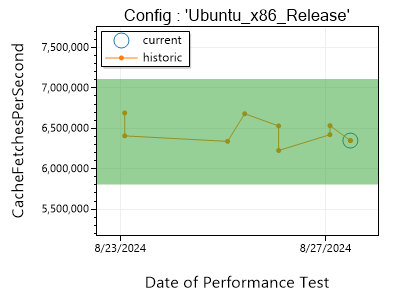 Config : 'Ubuntu_x86_Release'
current
historic
7,500,000
7,000,000
6,500,000
6,000,000
5,500,000
CacheFetchesPerSecond
8/23/2024 8/27/2024
Date of Performance Test